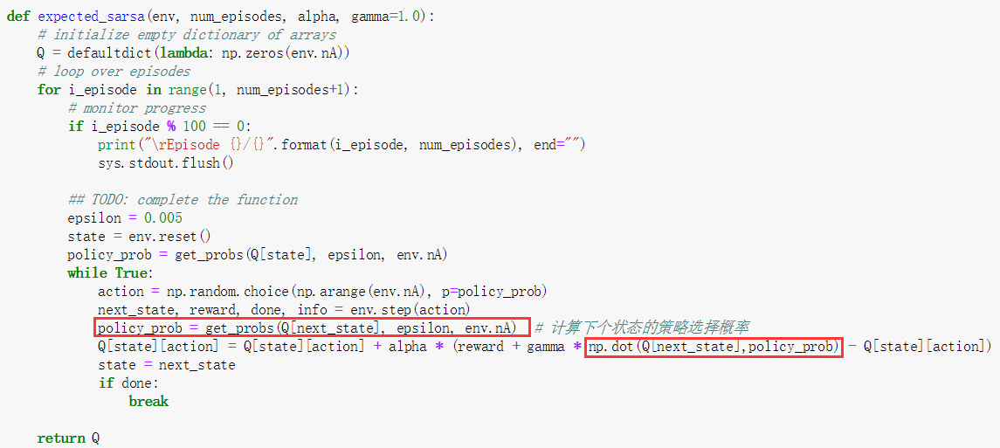 def expected_sarsa(env, num_episodes, alpha, gamma=1.0):
    # initialize empty dictionary of arrays
    Q = defaultdict(lambda: np.zeros(env.nA))
    # loop over episodes
    for i_episode in range(1, num_episodes+1):
        # monitor progress
        if i_episode % 100 == 0:
            print("\rEpisode {}/{}".format(i_episode, num_episodes), end="")
            sys.stdout.flush()
        ## TODO: complete the function
        epsilon = 0.005
        state = env.reset()
        policy_prob = get_probs(Q[state], epsilon, env.nA)
        while True:
            action = np.random.choice(np.arange(env.nA), p=policy_prob)
            next_state, reward, done, info = env.step(action)
            policy_prob = get_probs(Q[next_state], epsilon, env.nA) # 计算下个状态的策略选择概率
            Q[state][action] = Q[state][action] + alpha * (reward + gamma * np.dot(Q[next_state],policy_prob) - Q[state][action])
            state = next_state
            if done:
                break
    return Q